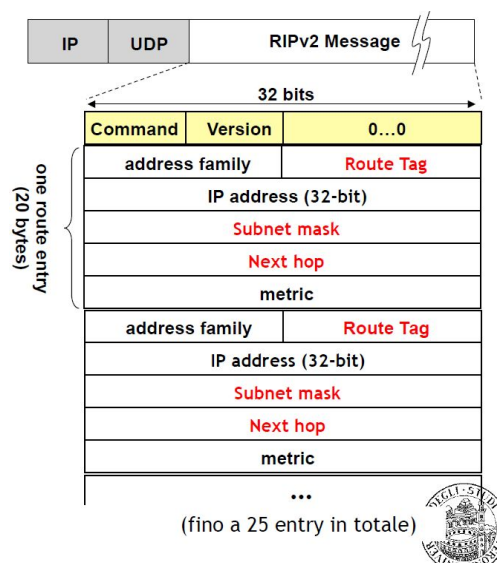 IP UDP RIPv2 Message
32 bits
Command Version 0...0
one route entry
(20 bytes)
address family Route Tag
IP address (32-bit)
Subnet mask
Next hop
metric
address family Route Tag
IP address (32-bit)
Subnet mask
Next hop
metric
...
(fino a 25 entry in totale)
DEGLI STUD